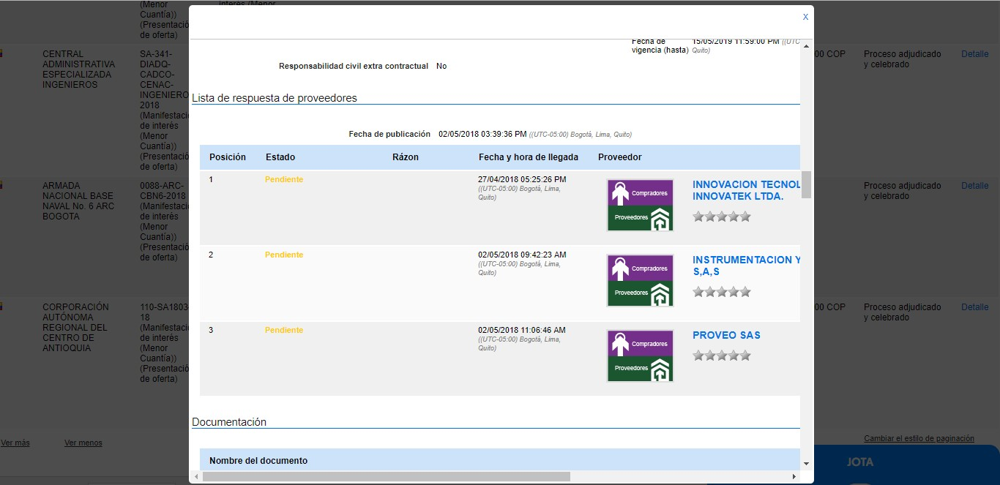 (Menor
Cuantía))
(Presentación
de oferta)
interés (Menor
CENTRAL
ADMINISTRATIVA
ESPECIALIZADA
INGENIEROS
SA-341-
DIADQ-
CADCO-
CENAC-
INGENIERO
2018
(Manifestaci
de interés
(Menor
Cuantía))
(Presentació
de oferta)
ARMADA
NACIONAL BASE
NAVAL No. 6 ARC
BOGOTA
0088-ARC-
CBN6-2018
(Manifestaci
de interés
(Menor
Cuantía))
(Presentació
de oferta)
CORPORACIÓN
AUTÓNOMA
REGIONAL DEL
CENTRO DE
ANTIOQUIA
110-SA1803-
18
(Manifestaci
de interés
(Menor
Cuantía))
(Presentació
de oferta)
Ver más Ver menos
X
Fecha de 15/05/2019 11:59:00 PM ((UTC
vigencia (hasta) Quito)
Responsabilidad civil extra contractual No
Lista de respuesta de proveedores
Fecha de publicación 02/05/2018 03:39:36 PM ((UTC-05:00) Bogotá, Lima, Quito)
Posición Estado Rázon Fecha y hora de llegada Proveedor
1 Pendiente 27/04/2018 05:25:26 PM
((UTC-05:00) Bogotá, Lima,
Quito)
Compradores
Proveedores
INNOVACION TECNOL
INNOVATEK LTDA.
2 Pendiente 02/05/2018 09:42:23 AM
((UTC-05:00) Bogotá, Lima,
Quito)
Compradores
Proveedores
INSTRUMENTACION Y
S,A,S
3 Pendiente 02/05/2018 11:06:46 AM
((UTC-05:00) Bogotá, Lima,
Quito)
Compradores
Proveedores
PROVEO SAS
Documentación
Nombre del documento
00 COP Proceso adjudicado Detalle
y celebrado
Proceso adjudicado Detalle
y celebrado
00 COP Proceso adjudicado Detalle
y celebrado
Cambiar el estilo de paginación
JOTA